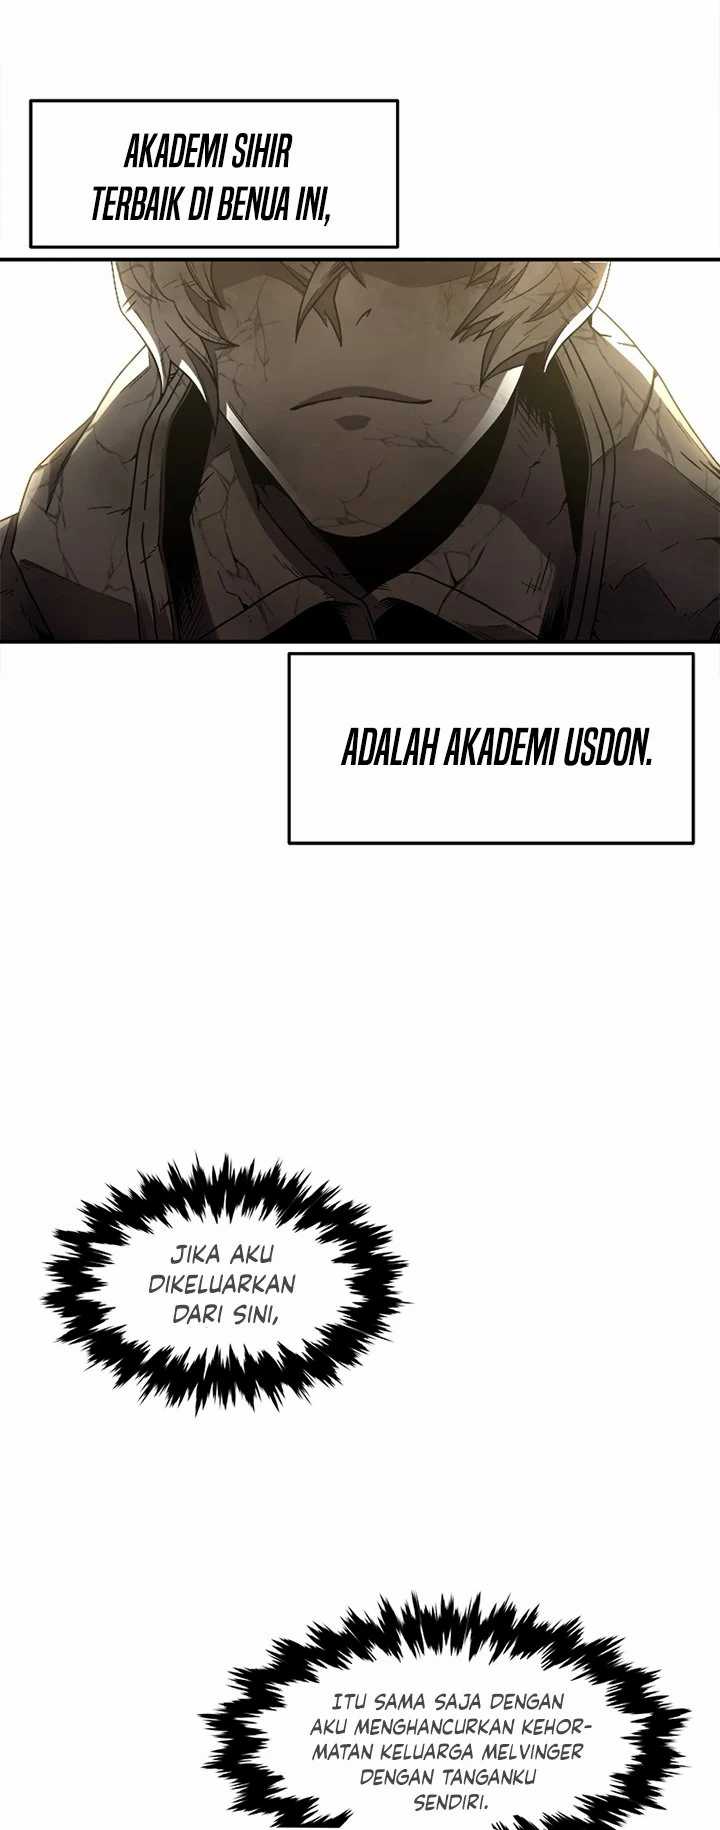 AKADEMI SIHIR
TERBAIK DI BENUA INI,
ADALAH AKADEMI USDON.
JIKA AKU
DIKELUARKAN
DARI SINI,
ITU SAMA SAJA DENGAN
AKU MENGHANCURKAN KEHOR-
MATAN KELUARGA MELVINGER
DENGAN TANGANKU
SENDIRI.